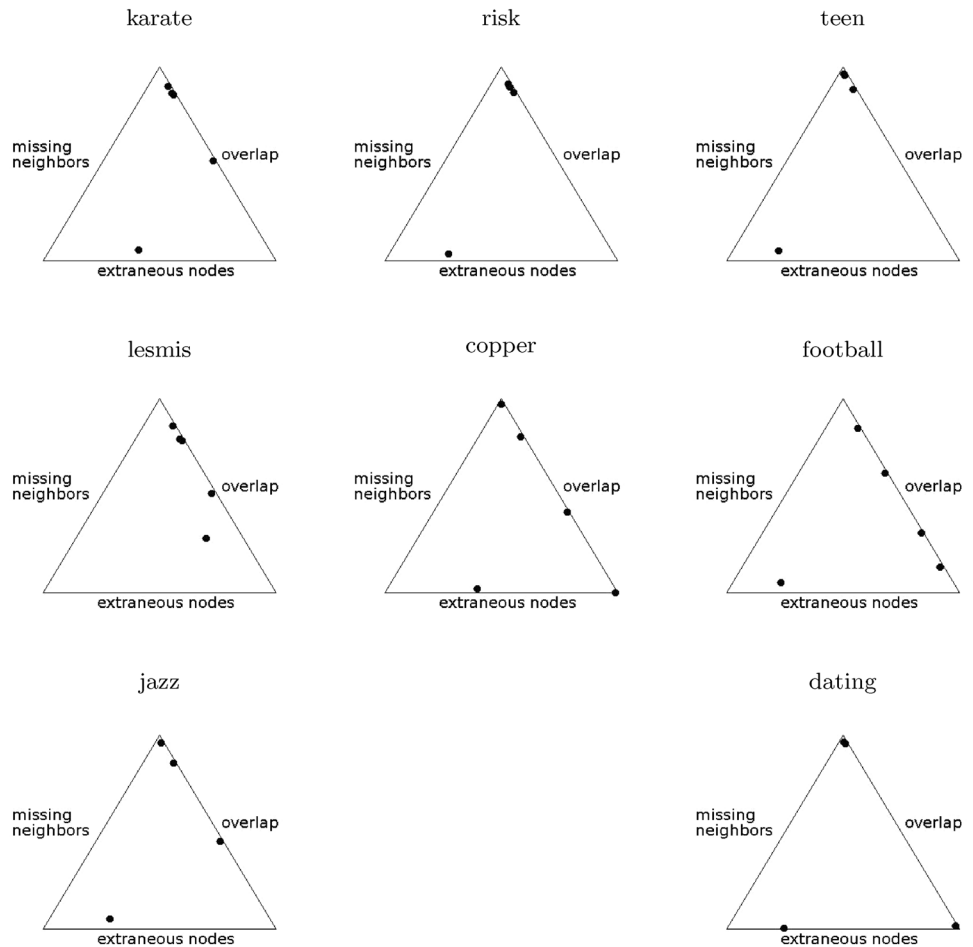 karate
missing
neighbors
overlap
extraneous nodes
risk
missing
neighbors
overlap
extraneous nodes
teen
missing
neighbors
overlap
extraneous nodes
lesmis
missing
neighbors
overlap
extraneous nodes
copper
missing
neighbors
overlap
extraneous nodes
football
missing
neighbors
overlap
extraneous nodes
jazz
missing
neighbors
overlap
extraneous nodes
dating
missing
neighbors
overlap
extraneous nodes